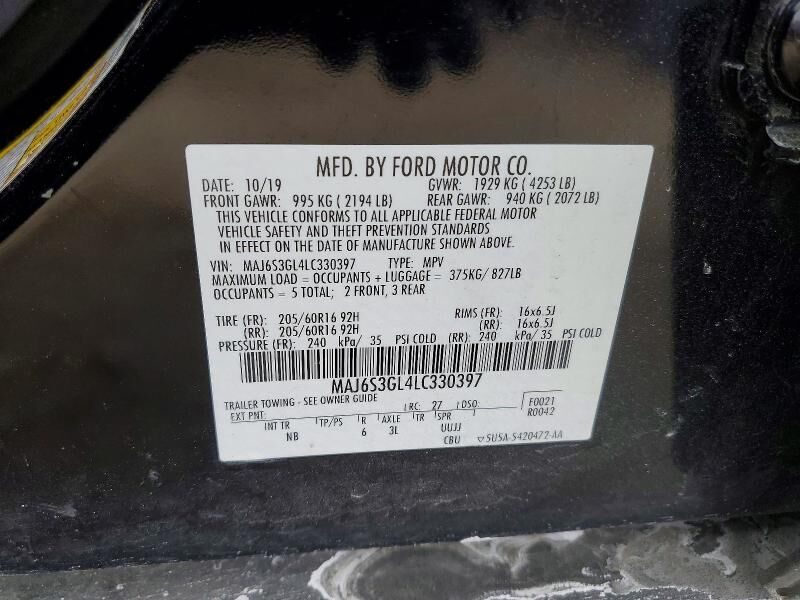 MFD. BY FORD MOTOR CO.
DATE: 10/19 GVWR: 1929 KG ( 4253 LB)
FRONT GAWR: 995 KG ( 2194 LB) REAR GAWR: 940 KG ( 2072 LB)
THIS VEHICLE CONFORMS TO ALL APPLICABLE FEDERAL MOTOR
VEHICLE SAFETY AND THEFT PREVENTION STANDARDS
IN EFFECT ON THE DATE OF MANUFACTURE SHOWN ABOVE.
VIN: MAJ6S3GL4LC330397 TYPE: MPV
MAXIMUM LOAD = OCCUPANTS + LUGGAGE = 375KG/ 827LB
OCCUPANTS = 5 TOTAL; 2 FRONT, 3 REAR
TIRE (FR): 205/60R16 92H RIMS (FR): 16x6.5J
(RR): 205/60R16 92H (RR): 16x6.5J
PRESSURE (FR): 240 kPa/ 35 PSI COLD (RR): 240 kPa/ 35 PSI COLD
MAJ6S3GL4LC330397
TRAILER TOWING - SEE OWNER GUIDE
EXT PNT: RC: 27 DSO: F0021
R0042
INT TR TP/PS R AXLE TR SPR
NB 6 3L UUJJ
CBU 5U5A-5420472-AA